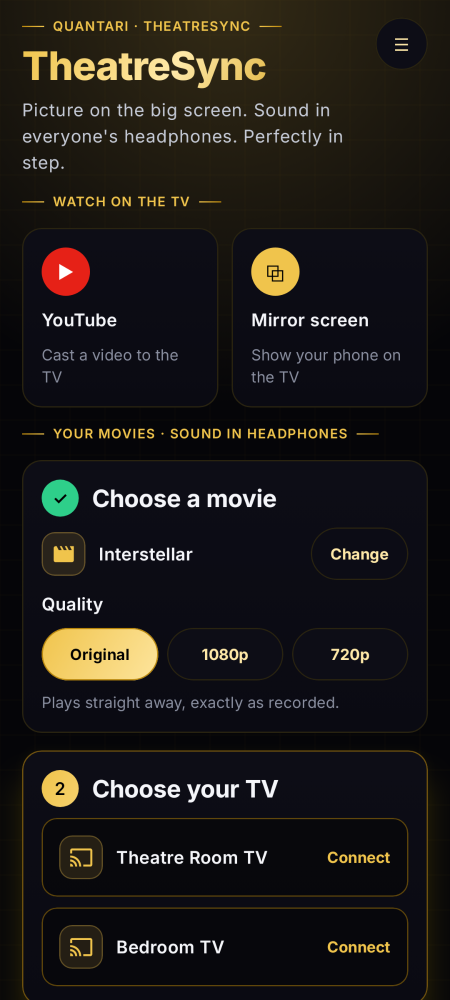 QUANTARI · THEATRESYNC
TheatreSync
Picture on the big screen. Sound in
everyone's headphones. Perfectly in
step.
WATCH ON THE TV
YouTube
Cast a video to the
TV
Mirror screen
Show your phone on
the TV
YOUR MOVIES · SOUND IN HEADPHONES
Choose a movie
Interstellar
Change
Quality
Original
1080p
720p
Plays straight away, exactly as recorded.
2
Choose your TV
Theatre Room TV
Connect
Bedroom TV
Connect